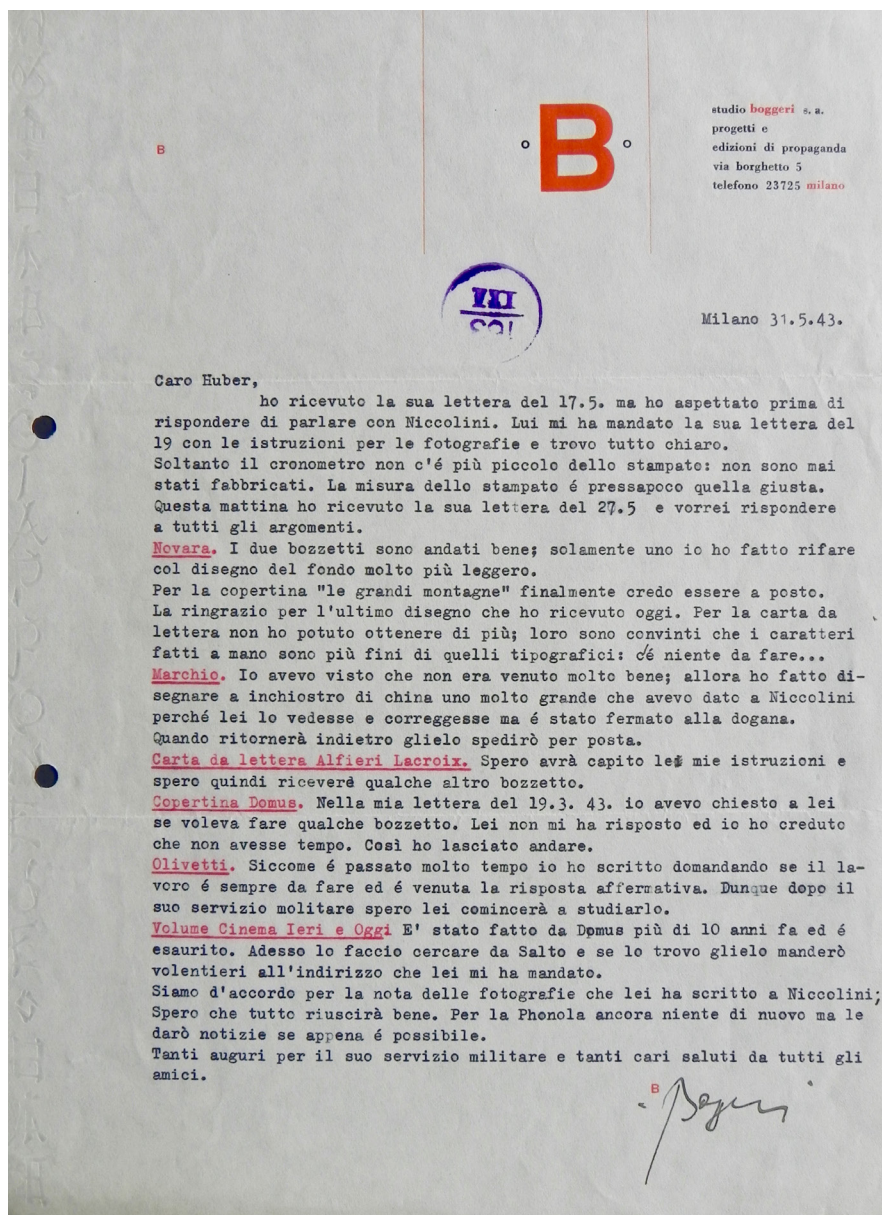 B
o B o
studio boggeri s. a.
progetti e
edizioni di propaganda
via borghetto 5
telefono 23725 milano
XXI
Milano 31.5.43.
Caro Huber,
ho ricevuto la sua lettera del 17.5. ma ho aspettato prima di
rispondere di parlare con Niccolini. Lui mi ha mandato la sua lettera del
19 con le istruzioni per le fotografie e trovo tutto chiaro.
Soltanto il cronometro non c'é più piccolo dello stampato: non sono mai
stati fabbricati. La misura dello stampato é pressapoco quella giusta.
Questa mattina ho ricevuto la sua lettera del 27.5 e vorrei rispondere
a tutti gli argomenti.
Novara. I due bozzetti sono andati bene; solamente uno io ho fatto rifare
col disegno del fondo molto più leggero.
Per la copertina "le grandi montagne" finalmente credo essere a posto.
La ringrazio per l'ultimo disegno che ho ricevuto oggi. Per la carta da
lettera non ho potuto ottenere di più; loro sono convinti che i caratteri
fatti a mano sono più fini di quelli tipografici: c'é niente da fare...
Marchio. Io avevo visto che non era venuto molto bene; allora ho fatto di-
segnare a inchiostro di china uno molto grande che avevo dato a Niccolini
perché lei lo vedesse e correggesse ma é stato fermato alla dogana.
Quando ritornerà indietro glielo spedirò per posta.
Carta da lettera Alfieri Lacroix. Spero avrà capito le mie istruzioni e
spero quindi riceverè qualche altro bozzetto.
Copertina Domus. Nella mia lettera del 19.3. 43. io avevo chiesto a lei
se voleva fare qualche bozzetto. Lei non mi ha risposto ed io ho creduto
che non avesse tempo. Così ho lasciato andare.
Olivetti. Siccome é passato molto tempo io ho scritto domandando se il la-
voro é sempre da fare ed é venuta la risposta affermativa. Dunque dopo il
suo servizio molitare spero lei comincerà a studiarlo.
Volume Cinema Ieri e Oggi E' stato fatto da Domus più di 10 anni fa ed é
esaurito. Adesso lo faccio cercare da Salto e se lo trovo glielo manderò
volentieri all'indirizzo che lei mi ha mandato.
Siamo d'accordo per la nota delle fotografie che lei ha scritto a Niccolini;
Spero che tutto riuscirà bene. Per la Phonola ancora niente di nuovo ma le
darò notizie se appena é possibile.
Tanti auguri per il suo servizio militare e tanti cari saluti da tutti gli
amici.
B
Boggeri